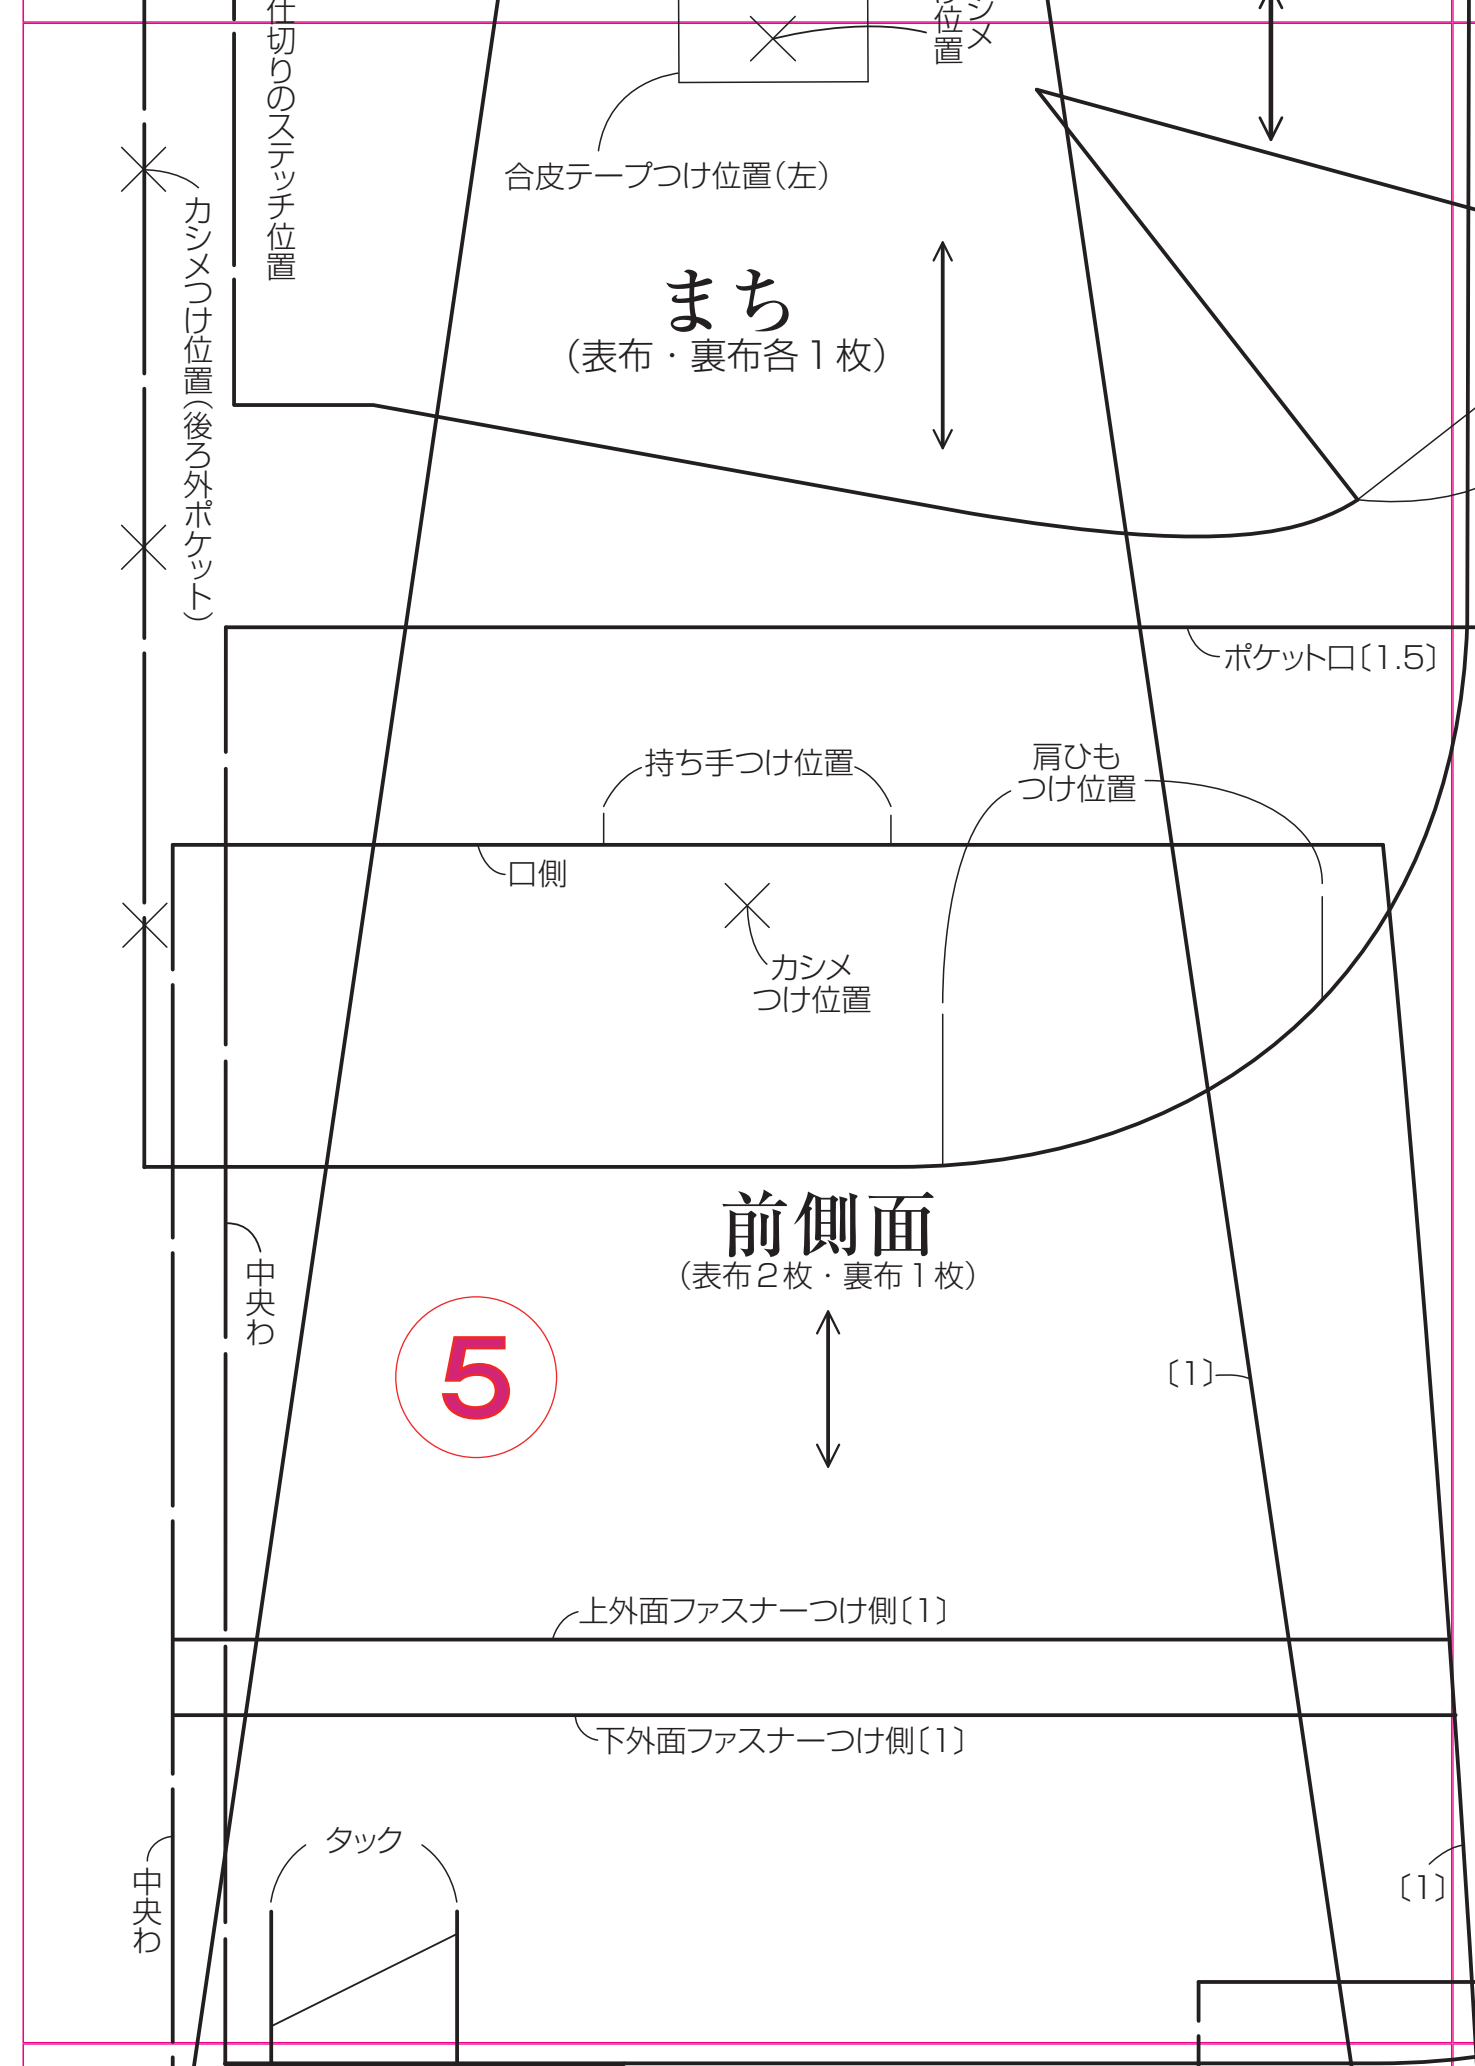 仕切りのステッチ位置
シメ
位置
合皮テープつけ位置(左)
カシメつけ位置(後ろ外ポケット)
まち
(表布・裏布各1枚)
ポケット口〔1.5〕
持ち手つけ位置
肩ひも
つけ位置
口側
カシメ
つけ位置
前側面
(表布2枚・裏布1枚)
中央わ
5
〔1〕
上外面ファスナーつけ側〔1〕
下外面ファスナーつけ側〔1〕
タック
中央わ
〔1〕